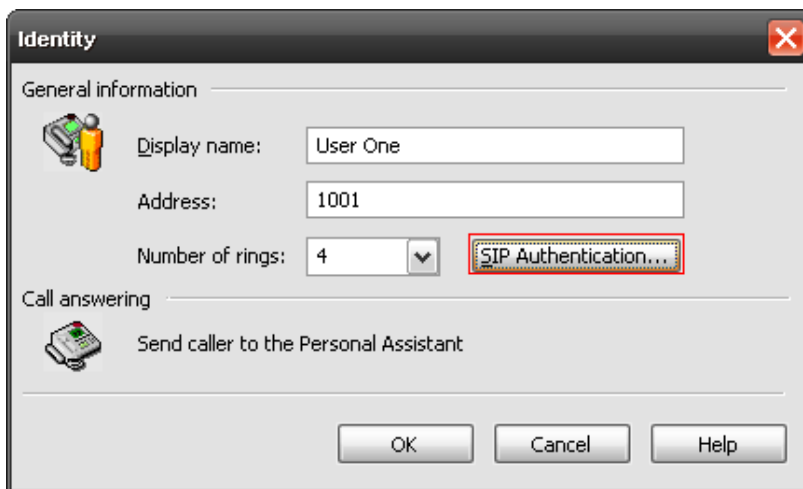 Identity
General information
Display name: User One
Address: 1001
Number of rings: 4 SIP Authentication...
Call answering
Send caller to the Personal Assistant
OK Cancel Help